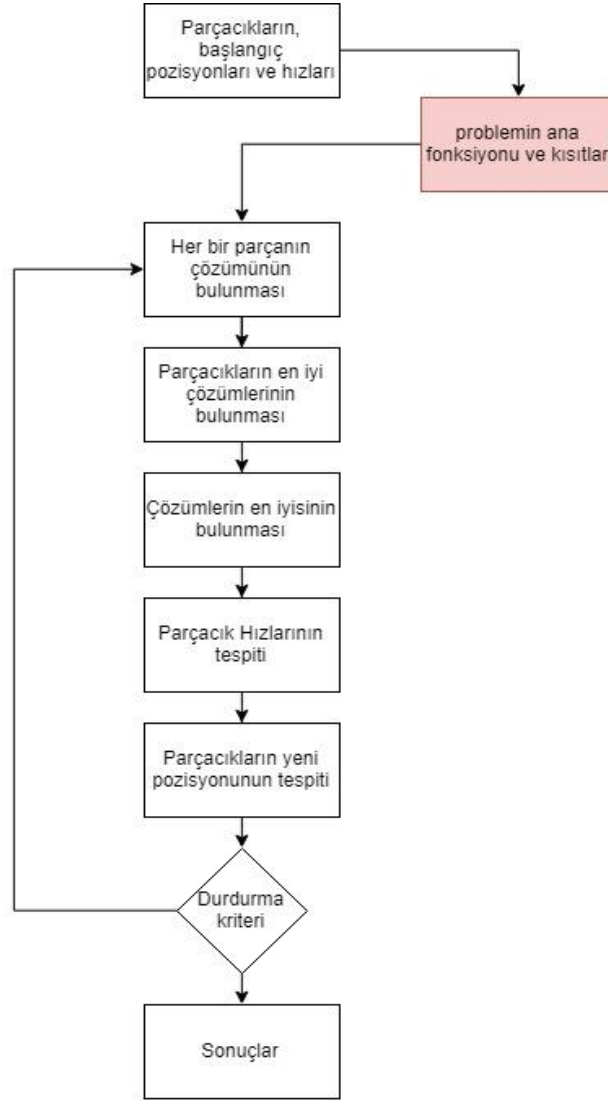 Parçacıkların,
başlangıç
pozisyonları ve hızları
problemin ana
fonksiyonu ve kısıtlar
Her bir parçanın
çözümünün
bulunması
Parçacıkların en iyi
çözümlerinin
bulunması
Çözümlerin en iyisinin
bulunması
Parçacık Hızlarının
tespiti
Parçacıkların yeni
pozisyonunun tespiti
Durdurma
kriteri
Sonuçlar